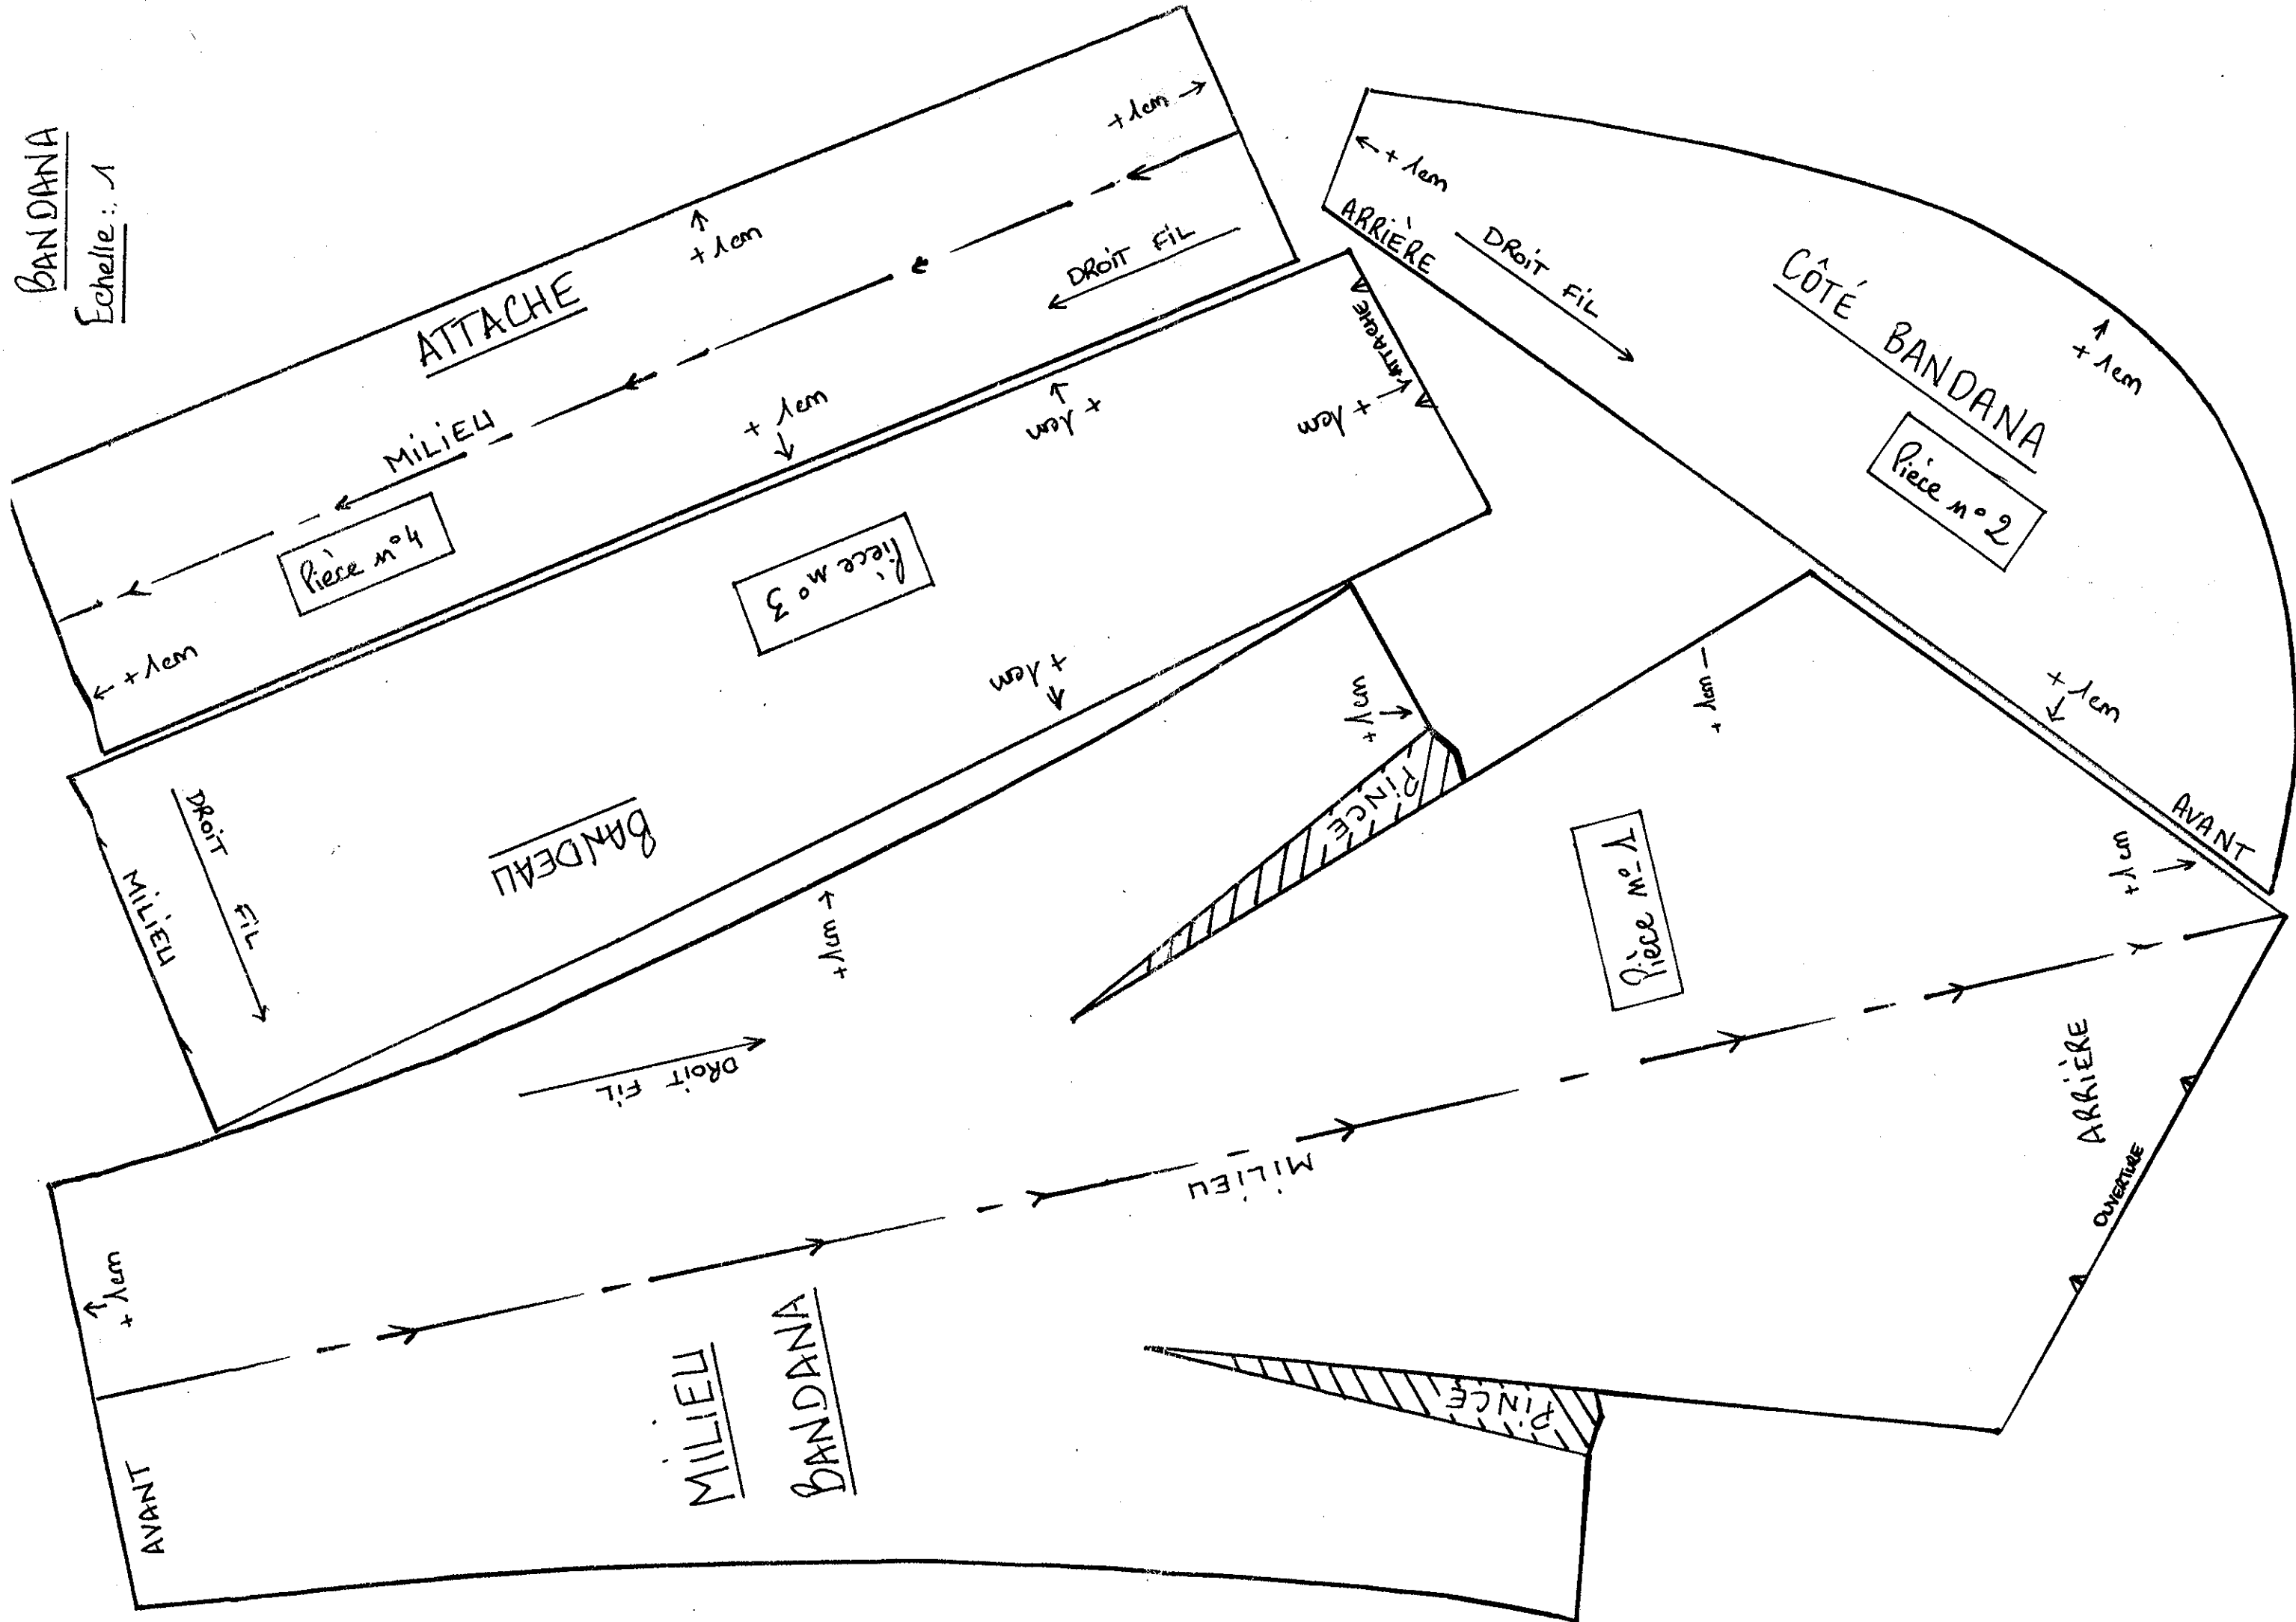 BANDANA
Echelle : 1
ATTACHE
+ 1cm
+ 1cm
+ 1cm
+ 1cm
MILIEU
DROIT FIL
Pièce n°4
BANDEAU
Pièce n°3
MILIEU
DROIT FIL
+ 1cm
+ 1cm
+ 1cm
ATTACHE
CÔTÉ BANDANA
Pièce n°2
ARRIÈRE
DROIT FIL
AVANT
+ 1cm
+ 1cm
+ 1cm
MILIEU
BANDANA
Pièce n°1
AVANT
+ 1cm
DROIT FIL
MILIEU
PINCE
PINCE
+ 1cm
+ 1cm
+ 1cm
+ 1cm
ARRIÈRE
OUVERTURE